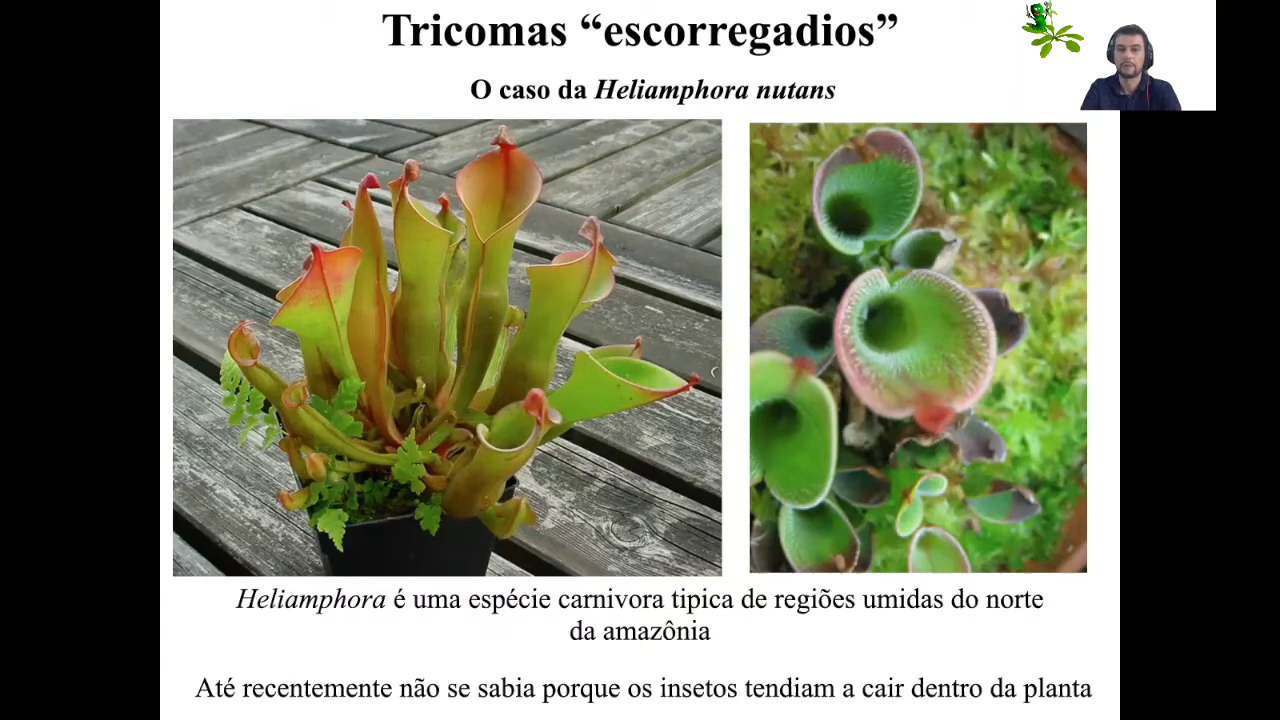 Tricomas “escorregadios”
O caso da Heliamphora nutans
Heliamphora é uma espécie carnivora tipica de regiões umidas do norte
da amazônia
Até recentemente não se sabia porque os insetos tendiam a cair dentro da planta